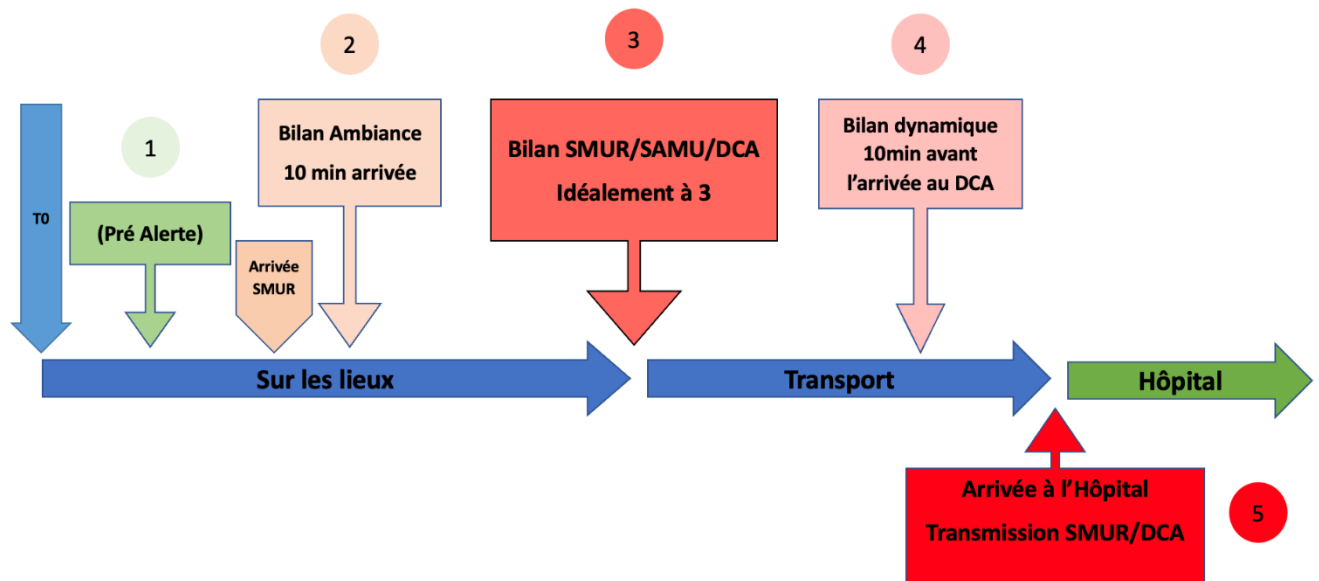 1
2
3
4
T0
(Pré Alerte)
Arrivée
SMUR
Bilan Ambiance
10 min arrivée
Bilan SMUR/SAMU/DCA
Idéalement à 3
Bilan dynamique
10min avant
l’arrivée au DCA
Sur les lieux
Transport
Hôpital
Arrivée à l’Hôpital
Transmission SMUR/DCA
5